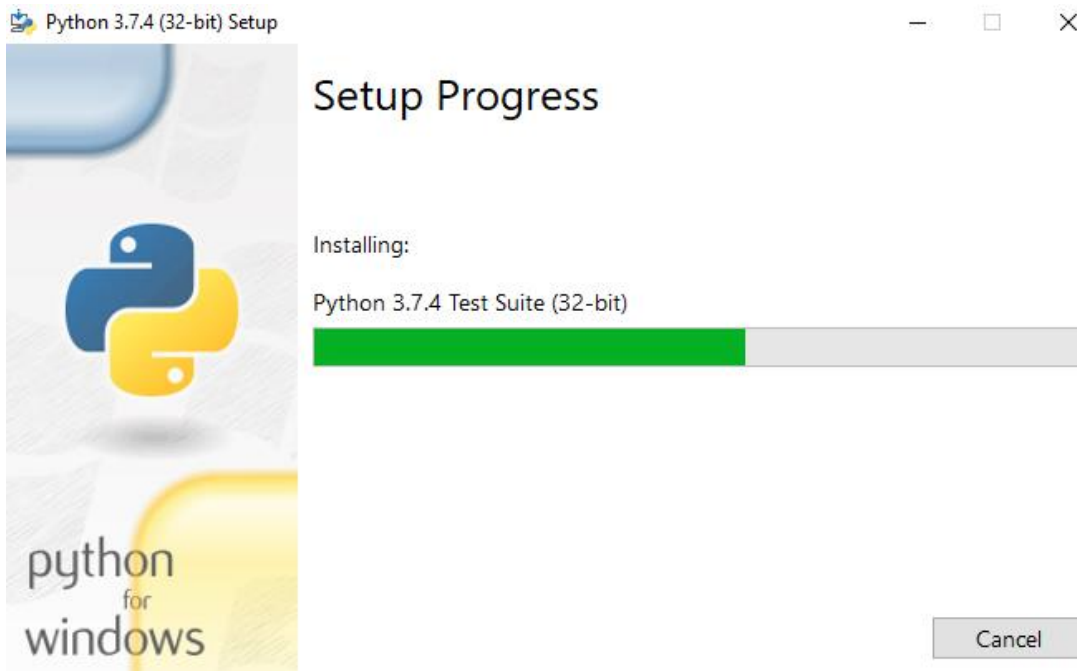 Python 3.7.4 (32-bit) Setup
Setup Progress
Installing:
Python 3.7.4 Test Suite (32-bit)
python
for
windows
Cancel